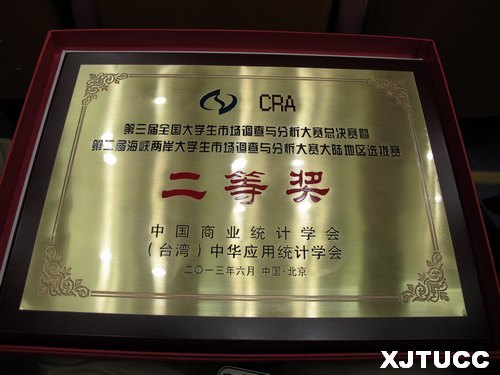 CRA
第三届全国大学生市场调查与分析大赛总决赛暨
第二届海峡两岸大学生市场调查与分析大赛大陆地区选拔赛
二等奖
中国商业统计学会
(台湾)中华应用统计学会
二〇一三年六月 中国·北京
XJTUCC